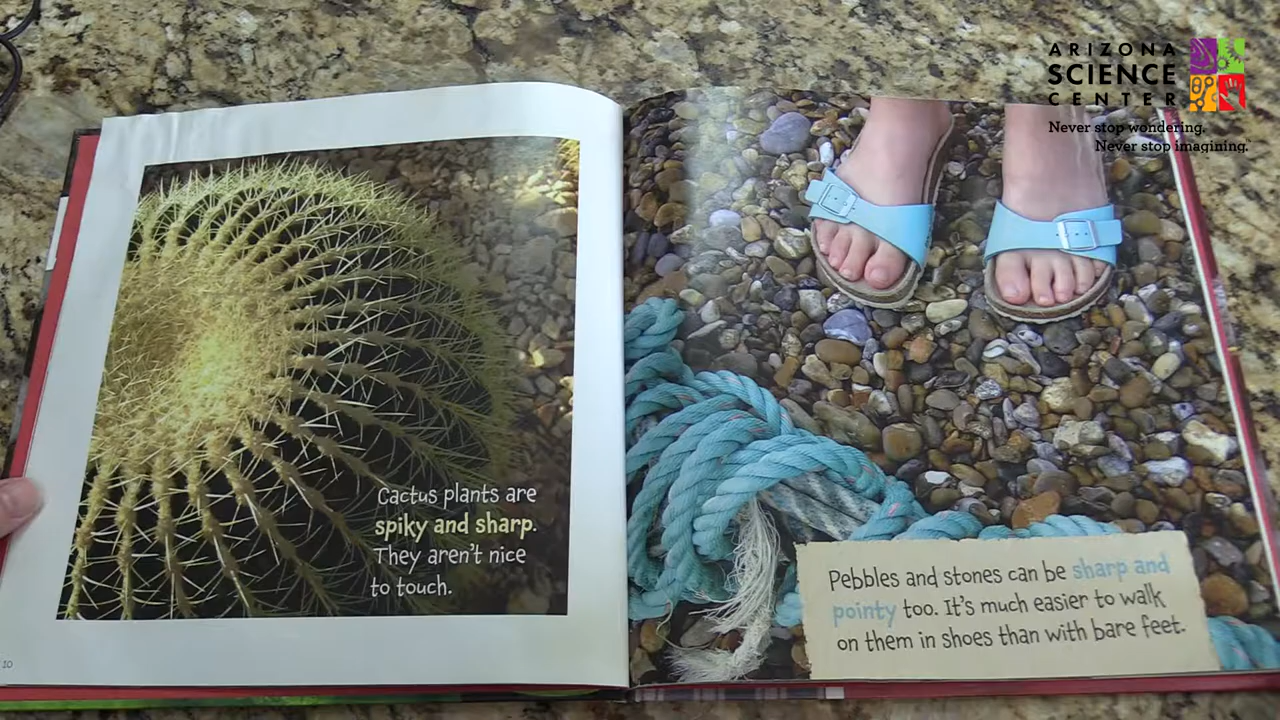 ARIZONA
SCIENCE
CENTER
Never stop wondering.
Never stop imagining.
Cactus plants are
spiky and sharp.
They aren't nice
to touch.
10
Pebbles and stones can be sharp and
pointy too. It's much easier to walk
on them in shoes than with bare feet.